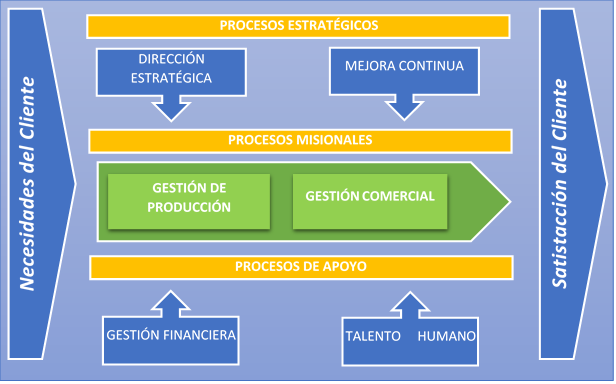 Necesidades del Cliente
PROCESOS ESTRATÉGICOS
DIRECCIÓN
ESTRATÉGICA
MEJORA CONTINUA
PROCESOS MISIONALES
GESTIÓN DE
PRODUCCIÓN
GESTIÓN COMERCIAL
PROCESOS DE APOYO
GESTIÓN FINANCIERA
TALENTO HUMANO
Satistacción del Cliente